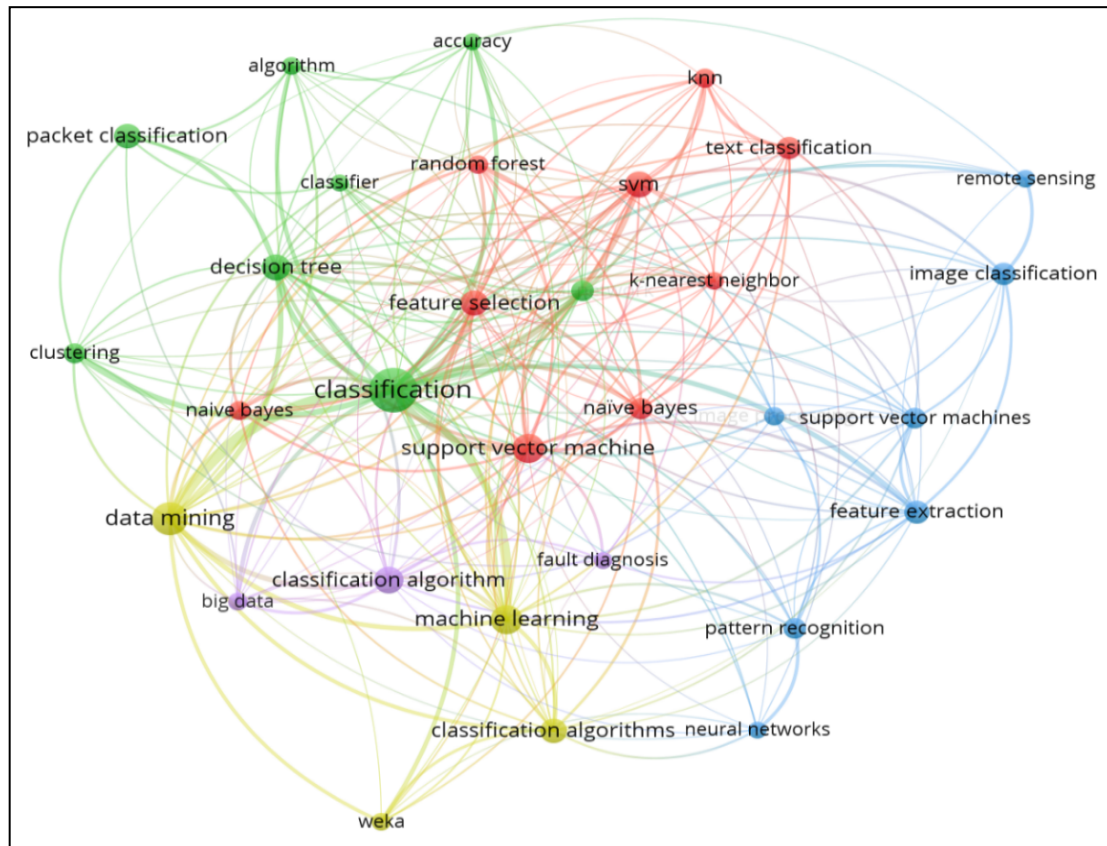 accuracy
algorithm
knn
packet classification
text classification
random forest
remote sensing
classifier
svm
decision tree
image classification
k-nearest neighbor
feature selection
clustering
classification
naive bayes
naïve bayes
image
support vector machines
support vector machine
data mining
feature extraction
fault diagnosis
classification algorithm
big data
machine learning
pattern recognition
classification algorithms
neural networks
weka